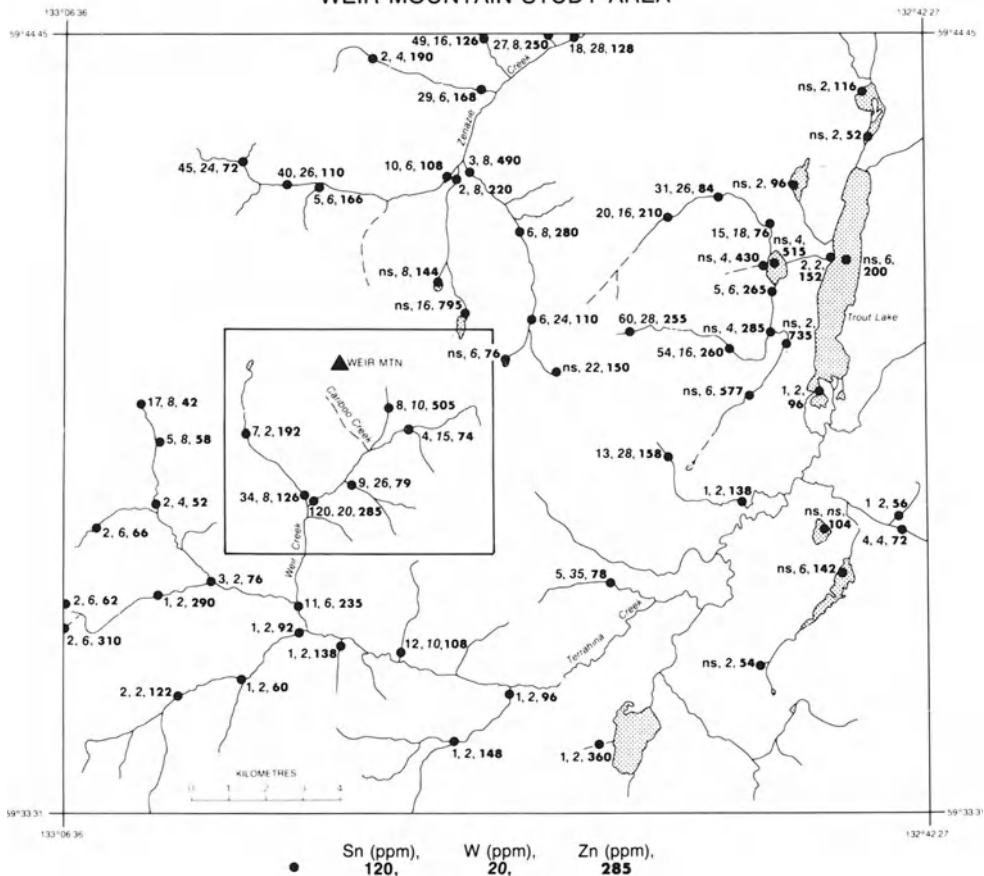 WEIR MOUNTAIN STUDY AREA
133°06 36
132°42 27
59°44 45
59°44 45
49, 16, 126
27, 8, 250
18, 28, 128
2, 4, 190
Creek
29, 6, 168
ns, 2, 116
Zenazie
ns, 2, 52
45, 24, 72
40, 26, 110
5, 6, 166
10, 6, 108
3, 8, 490
2, 8, 220
31, 26, 84
ns, 2, 96
20, 16, 210
15, 18, 76
6, 8, 280
ns, 4, 515
ns, 4, 430
2, 2, 152
ns, 6, 200
ns, 8, 144
5, 6, 265
ns, 16, 795
6, 24, 110
60, 28, 255
ns, 4, 285
ns, 2, 735
Trout Lake
54, 16, 260
ns, 6, 76
ns, 22, 150
WEIR MTN
ns, 6, 577
1, 2, 96
17, 8, 42
8, 10, 505
Cariboo Creek
4, 15, 74
7, 2, 192
5, 8, 58
13, 28, 158
9, 26, 79
34, 8, 126
120, 20, 285
1, 2, 138
2, 4, 52
1 2, 56
ns, ns, 104
4, 4, 72
2, 6, 66
Weir Creek
ns, 6, 142
3, 2, 76
5, 35, 78
1, 2, 290
2, 6, 62
11, 6, 235
Terrahina Creek
2, 6, 310
1, 2, 92
1, 2, 138
12, 10, 108
ns, 2, 54
1, 2, 60
2, 2, 122
1, 2, 96
1, 2, 148
1, 2, 360
KILOMETRES
0 1 2 3 4
59°33 31
59°33 31
133°06 36
132°42 27
Sn (ppm), W (ppm), Zn (ppm),
120, 20, 285